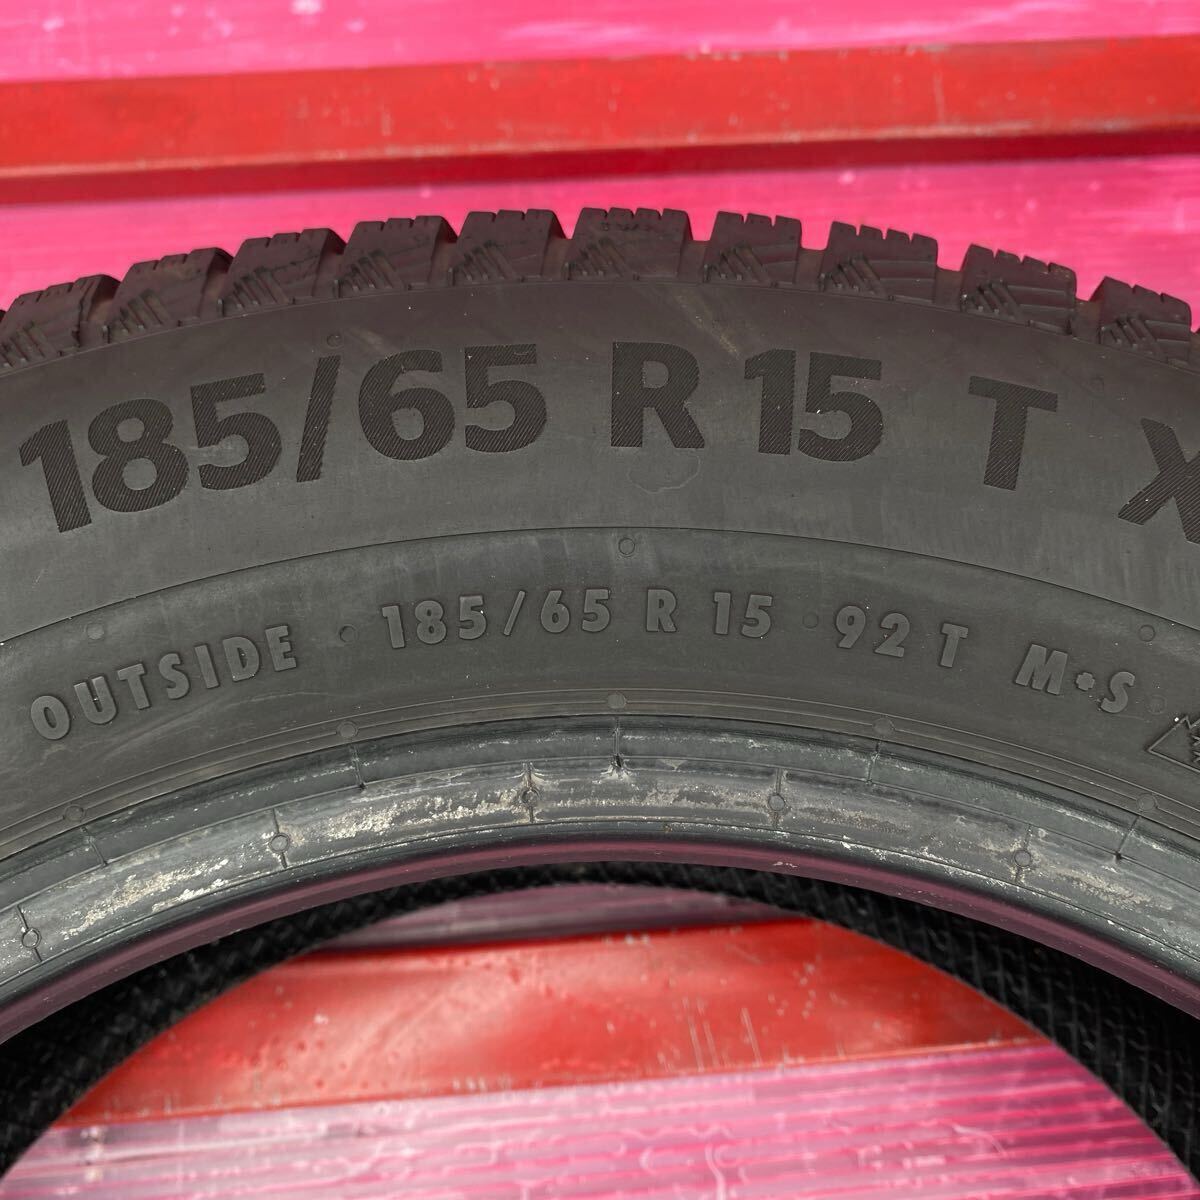 185/65 R 15 T X
OUTSIDE · 185/65 R 15 · 92 T M•S